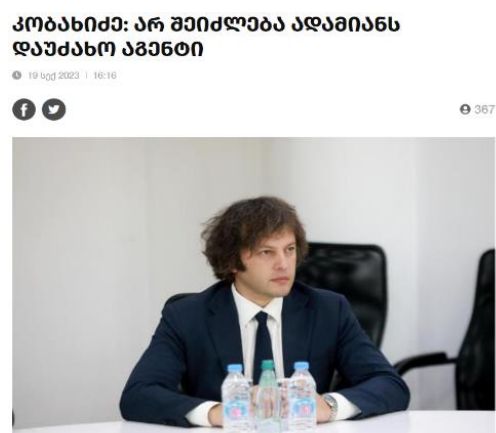 კობახიძე: არ შეიძლება ადამიანს
დაუძახო აგენტი
19 სექ 2023 | 16:16
367